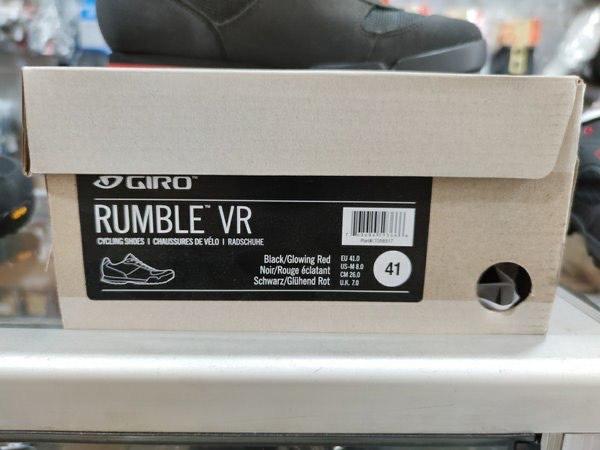 GIRO™
RUMBLE™ VR
CYCLING SHOES I CHAUSSURES DE VÉLO I RADSCHUHE
Black/Glowing Red
Noir/Rouge éclatant
Schwarz/Glühend Rot
EU 41.0
US-M 8.0
CM 26.0
U.K. 7.0
41